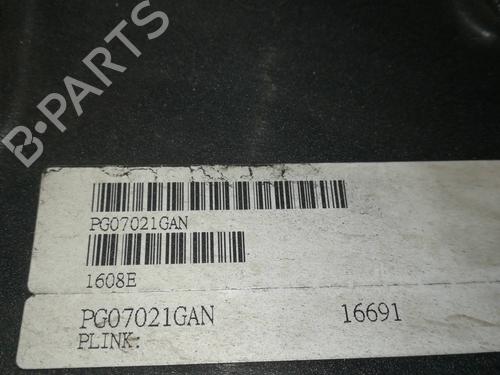 B-PARTS
PG07021GAN
1608E
PG07021GAN 16691
PLINK: